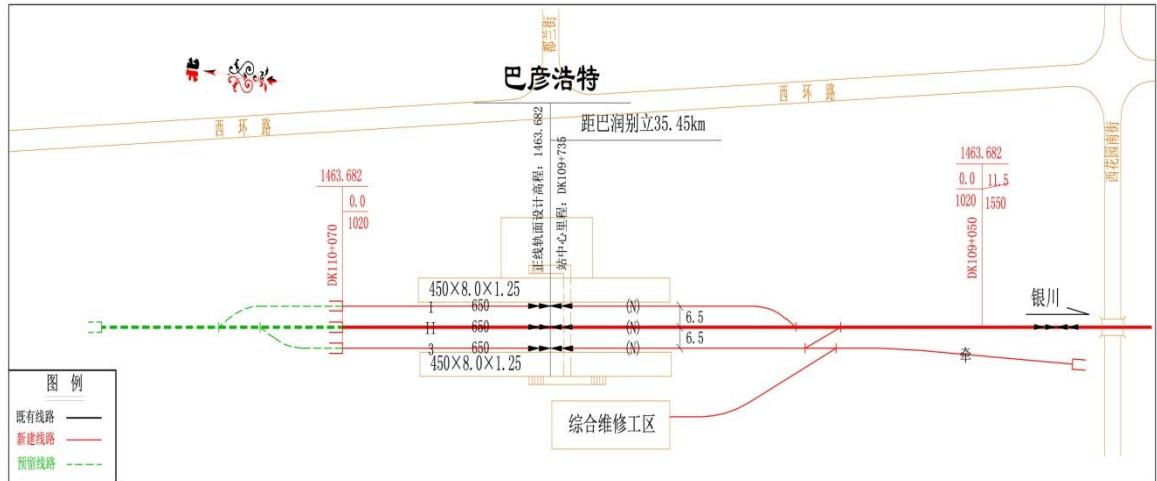 北
都兰街
巴彦浩特
西环路
西环路
距巴润别立35.45km
正线轨面设计高程: 1463.682
站中心里程: DK109+735
西花园南街
1463.682
0.0
1020
DK110+070
1463.682
0.0 11.5
1020 1550
DK109+050
450×8.0×1.25
1 650 (N)
6.5
II 650 (N)
6.5
3 650 (N)
450×8.0×1.25
银川
牵
综合维修工区
图 例
既有线路
新建线路
预留线路